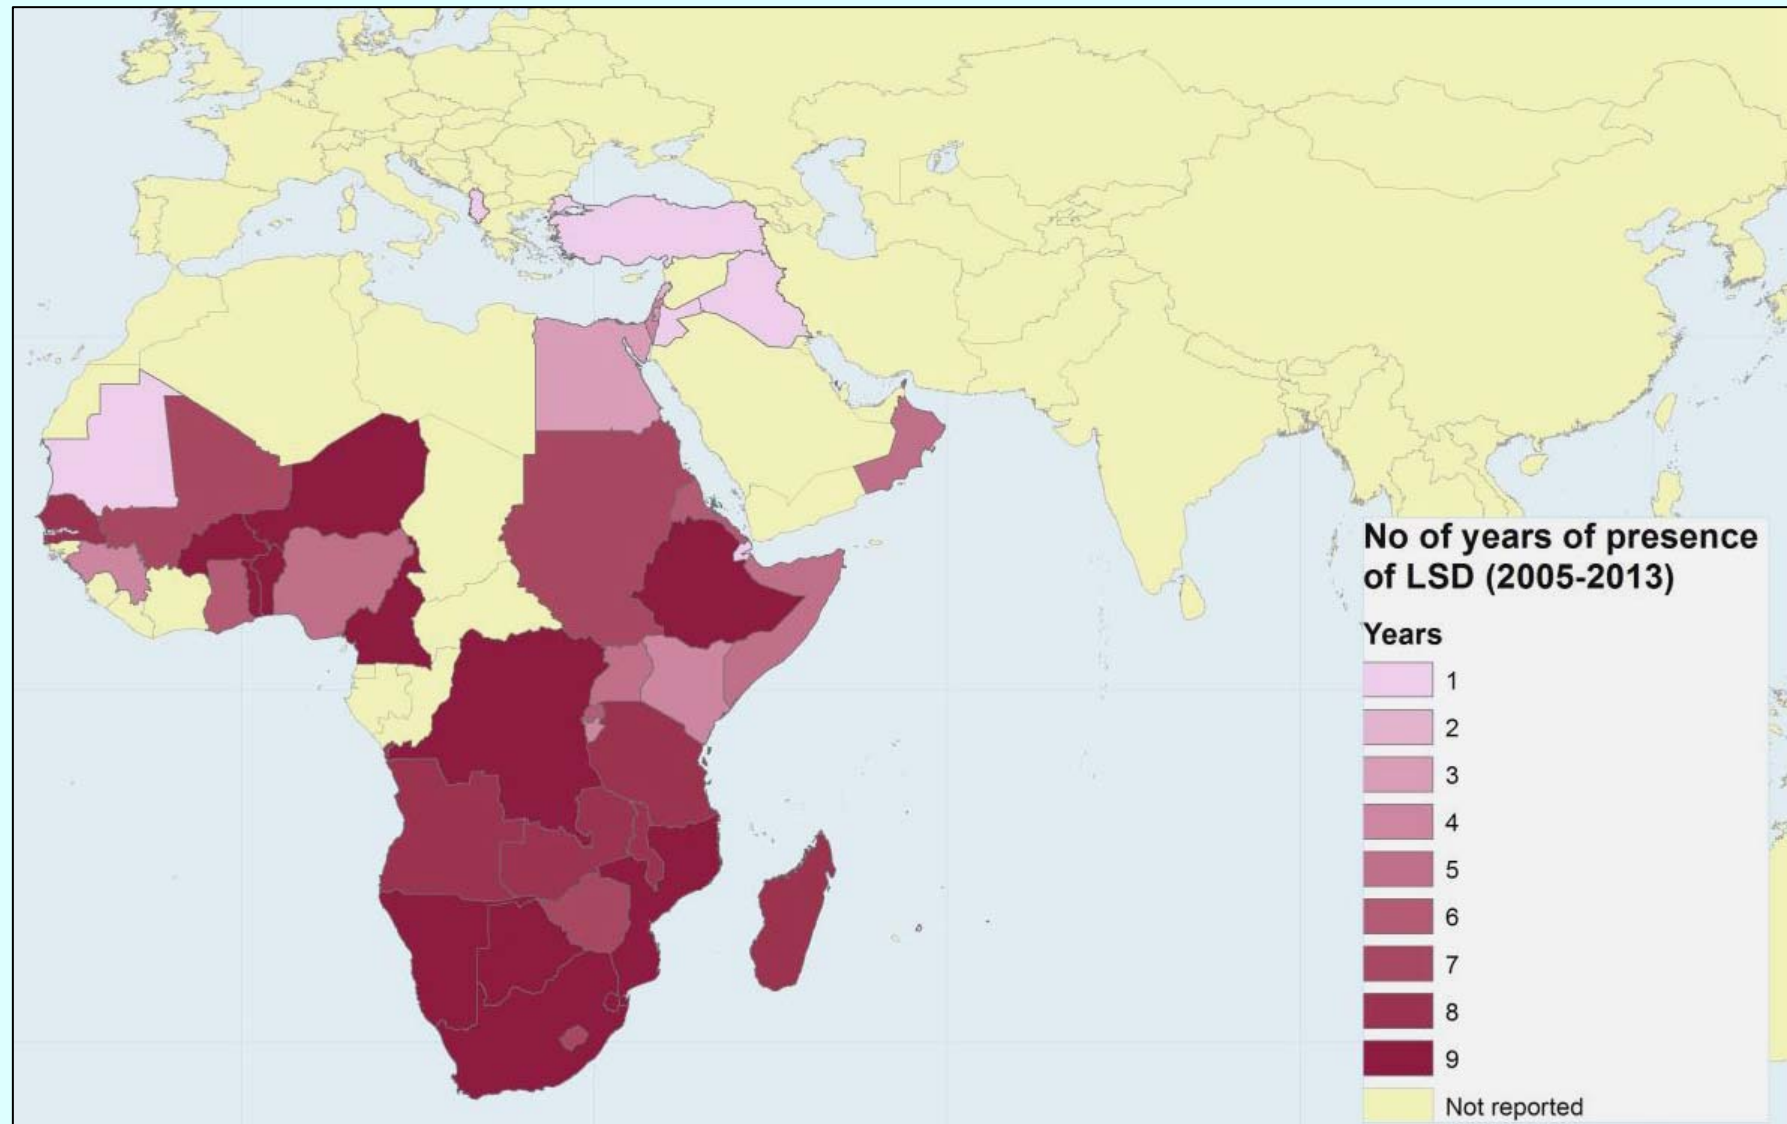 No of years of presence
of LSD (2005-2013)
Years
1
2
3
4
5
6
7
8
9
Not reported